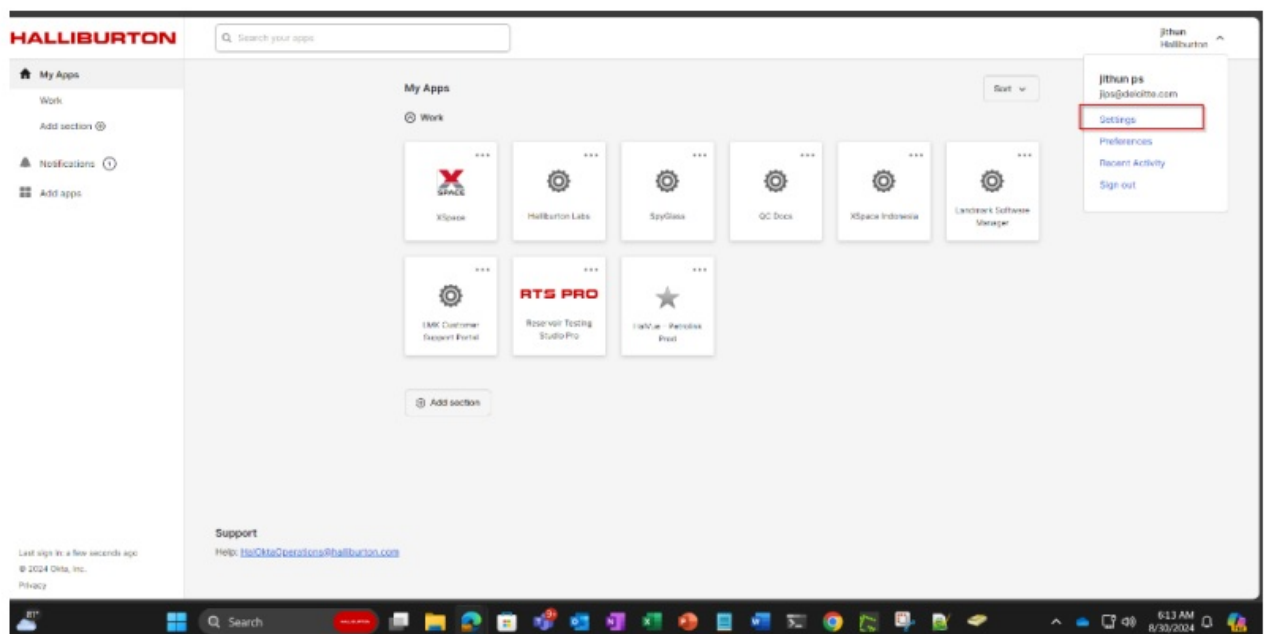 HALLIBURTON
Search your apps
jithun
Halliburton
My Apps
Work
Add section
Notifications 1
Add apps
My Apps
Sort
Work
jithun ps
jips@deloitte.com
Settings
Preferences
Recent Activity
Sign out
X
SPACE
XSpace
Halliburton Labs
SpyGlass
QC Docs
XSpace Indonesia
Landmark Software
Manager
LMK Customer
Support Portal
RTS PRO
Reservoir Testing
Studio Pro
HalVue - Petrolink
Prod
Add section
Support
Help: HalOktaOperations@halliburton.com
Last sign in: a few seconds ago
© 2024 Okta, Inc.
Privacy
81°
Search
6:13 AM
8/30/2024